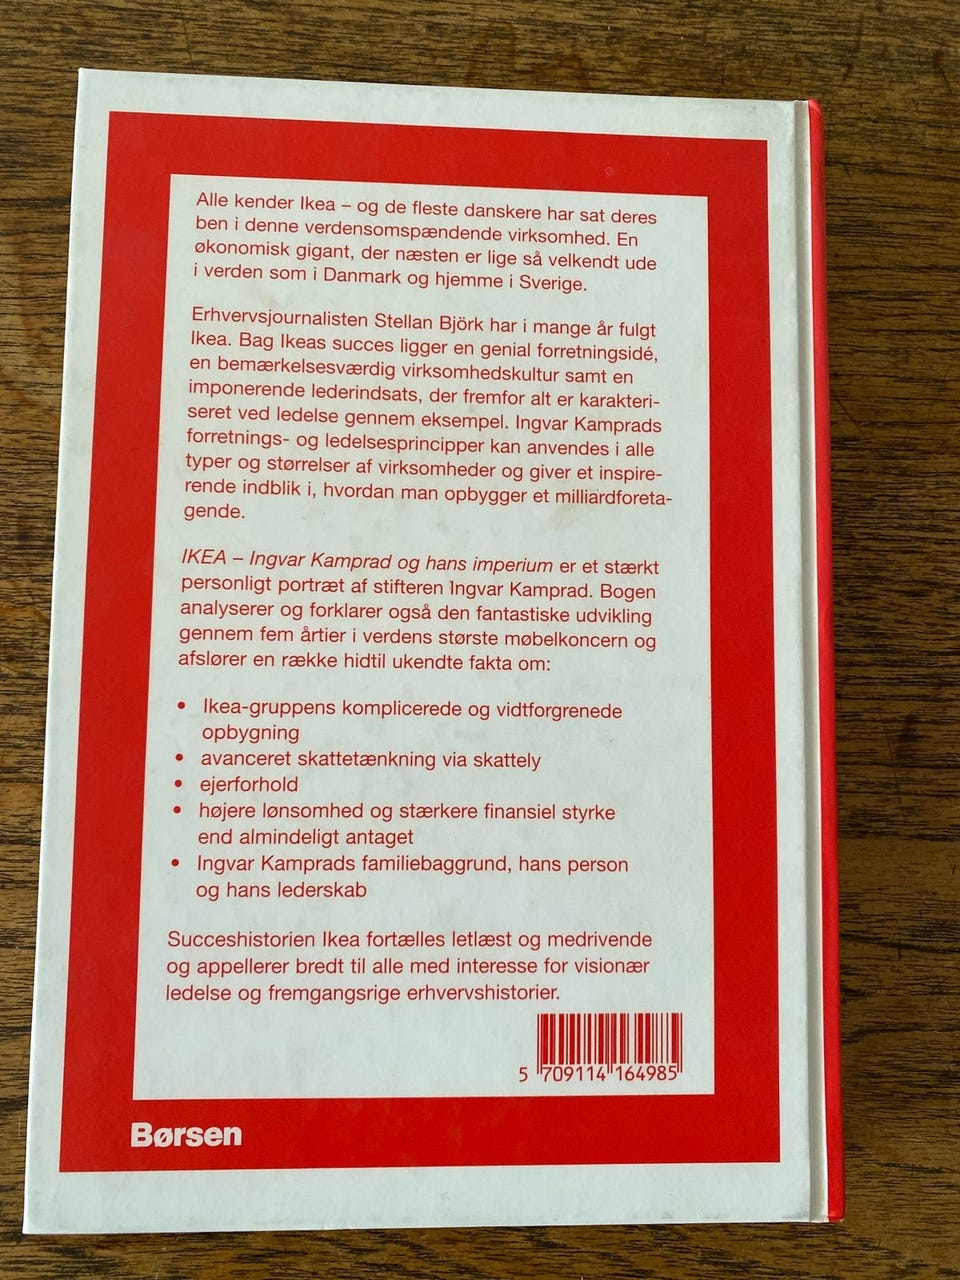 Alle kender Ikea – og de fleste danskere har sat deres
ben i denne verdensomspændende virksomhed. En
økonomisk gigant, der næsten er lige så velkendt ude
i verden som i Danmark og hjemme i Sverige.
Erhvervsjournalisten Stellan Björk har i mange år fulgt
Ikea. Bag Ikeas succes ligger en genial forretningsidé,
en bemærkelsesværdig virksomhedskultur samt en
imponerende lederindsats, der fremfor alt er karakteri-
seret ved ledelse gennem eksempel. Ingvar Kamprads
forretnings- og ledelsesprincipper kan anvendes i alle
typer og størrelser af virksomheder og giver et inspire-
rende indblik i, hvordan man opbygger et milliardforeta-
gende.
IKEA – Ingvar Kamprad og hans imperium er et stærkt
personligt portræt af stifteren Ingvar Kamprad. Bogen
analyserer og forklarer også den fantastiske udvikling
gennem fem årtier i verdens største møbelkoncern og
afslører en række hidtil ukendte fakta om:
• Ikea-gruppens komplicerede og vidtforgrenede
opbygning
• avanceret skattetænkning via skattely
• ejerforhold
• højere lønsomhed og stærkere finansiel styrke
end almindeligt antaget
• Ingvar Kamprads familiebaggrund, hans person
og hans lederskab
Succeshistorien Ikea fortælles letlæst og medrivende
og appellerer bredt til alle med interesse for visionær
ledelse og fremgangsrige erhvervshistorier.
5 709114 164985
Børsen